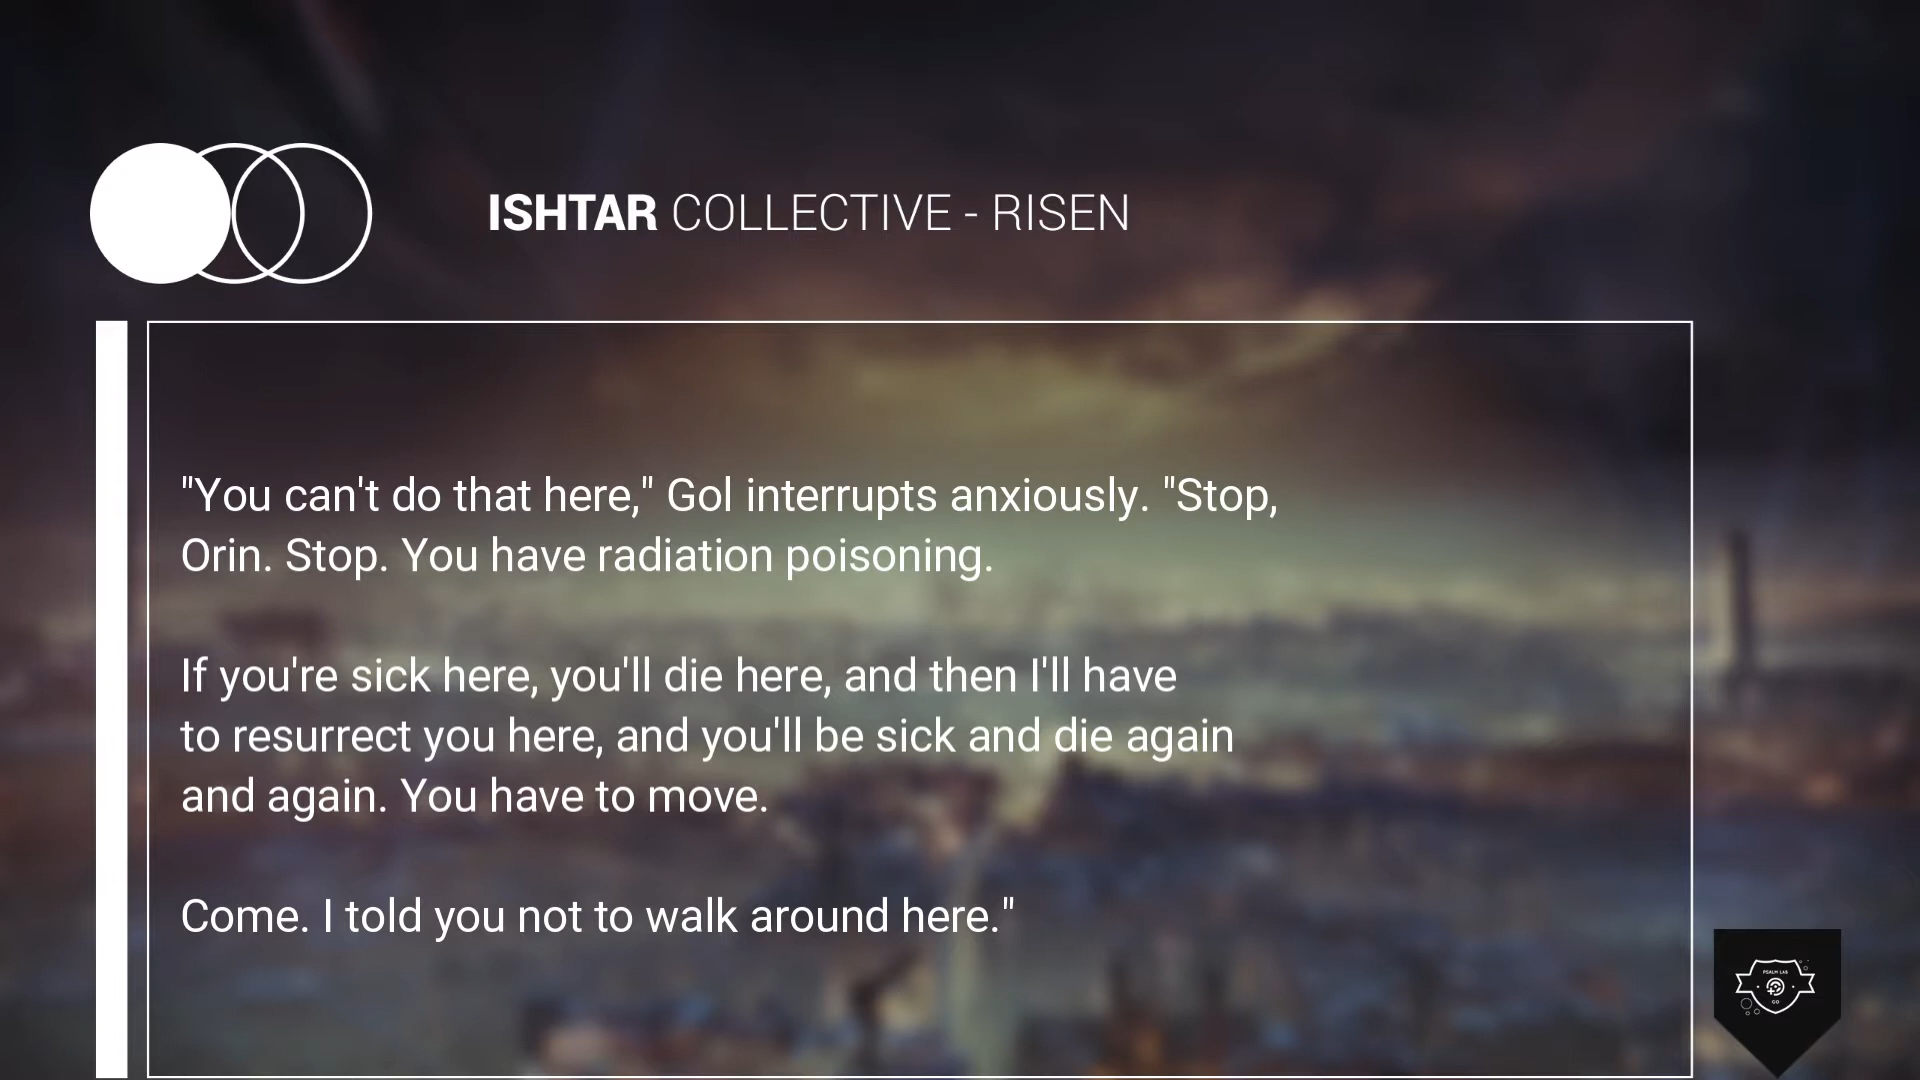 ISHTAR COLLECTIVE - RISEN
"You can't do that here," Gol interrupts anxiously. "Stop,
Orin. Stop. You have radiation poisoning.
If you're sick here, you'll die here, and then I'll have
to resurrect you here, and you'll be sick and die again
and again. You have to move.
Come. I told you not to walk around here."
PSALM LAB
GO